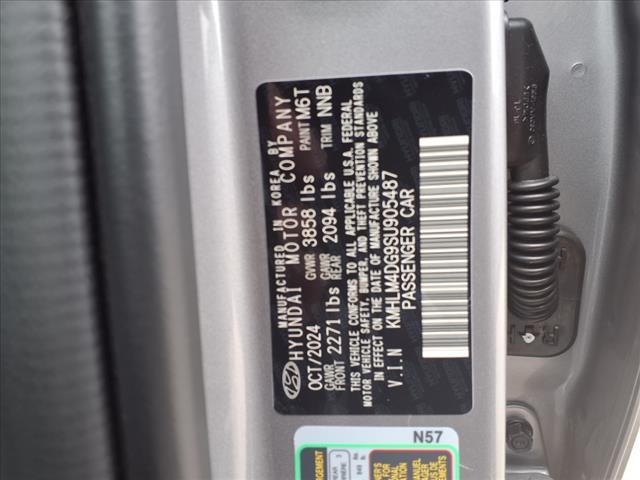 MANUFACTURED IN KOREA BY
HYUNDAI MOTOR COMPANY
OCT/2024 GVWR 3858 lbs PAINT M6T
GAWR FRONT 2271 lbs GAWR REAR 2094 lbs TRIM NNB
THIS VEHICLE CONFORMS TO ALL APPLICABLE U.S.A. FEDERAL
MOTOR VEHICLE SAFETY, BUMPER, AND THEFT PREVENTION STANDARDS
IN EFFECT ON THE DATE OF MANUFACTURE SHOWN ABOVE
V.I.N KMHLM4DG9SU905487
PASSENGER CAR
N57